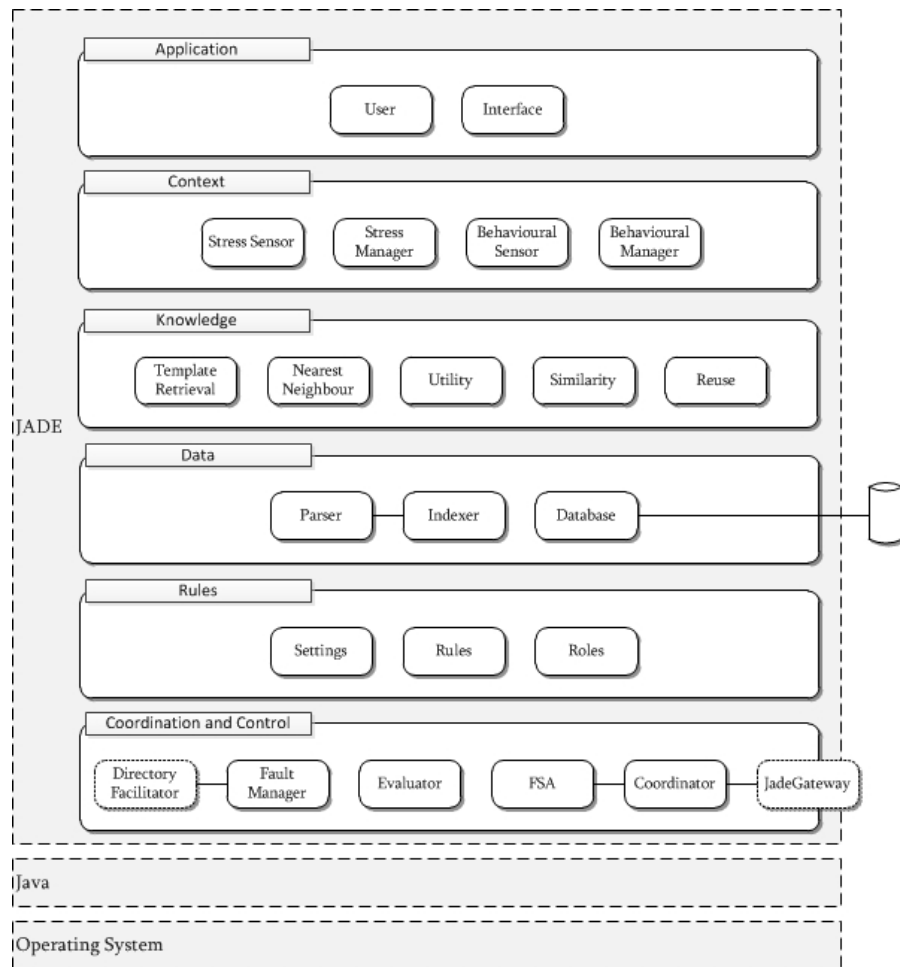 Application
User
Interface
Context
Stress Sensor
Stress
Manager
Behavioural
Sensor
Behavioural
Manager
Knowledge
Template
Retrieval
Nearest
Neighbour
Utility
Similarity
Reuse
JADE
Data
Parser
Indexer
Database
Rules
Settings
Rules
Roles
Coordination and Control
Directory
Facilitator
Fault
Manager
Evaluator
FSA
Coordinator
JadeGateway
Java
Operating System